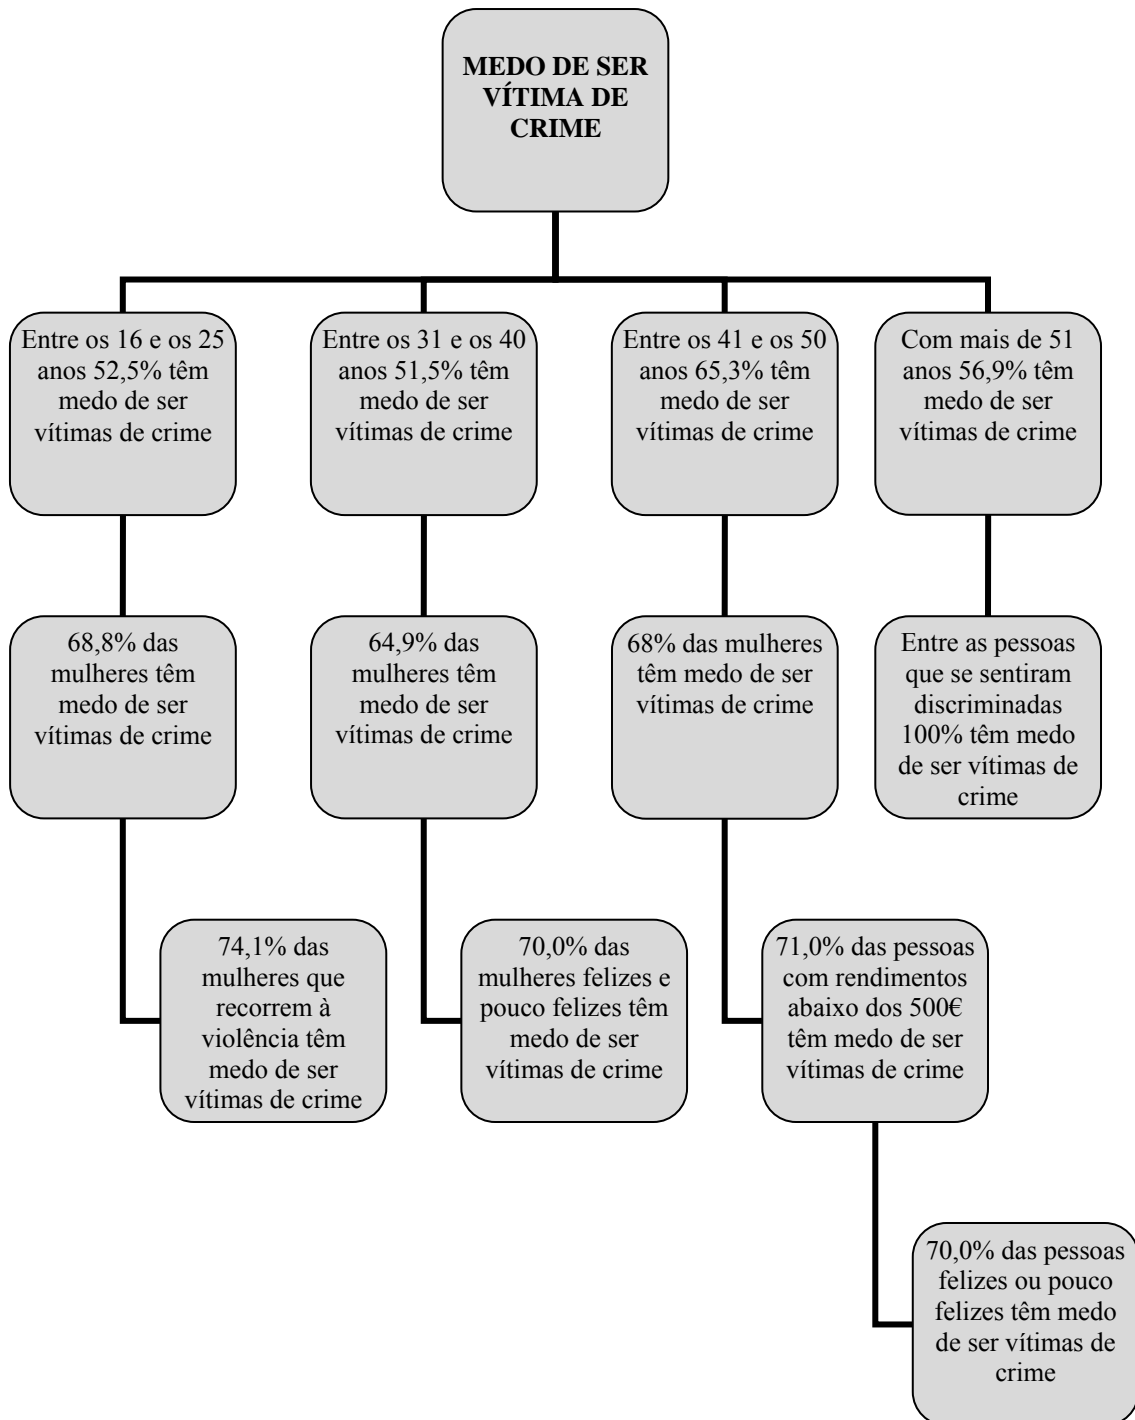 MEDO DE SER
VÍTIMA DE
CRIME
Entre os 16 e os 25
anos 52,5% têm
medo de ser
vítimas de crime
Entre os 31 e os 40
anos 51,5% têm
medo de ser
vítimas de crime
Entre os 41 e os 50
anos 65,3% têm
medo de ser
vítimas de crime
Com mais de 51
anos 56,9% têm
medo de ser
vítimas de crime
68,8% das
mulheres têm
medo de ser
vítimas de crime
64,9% das
mulheres têm
medo de ser
vítimas de crime
68% das mulheres
têm medo de ser
vítimas de crime
Entre as pessoas
que se sentiram
discriminadas
100% têm medo
de ser vítimas de
crime
74,1% das
mulheres que
recorrem à
violência têm
medo de ser
vítimas de crime
70,0% das
mulheres felizes e
pouco felizes têm
medo de ser
vítimas de crime
71,0% das pessoas
com rendimentos
abaixo dos 500€
têm medo de ser
vítimas de crime
70,0% das pessoas
felizes ou pouco
felizes têm medo
de ser vítimas de
crime